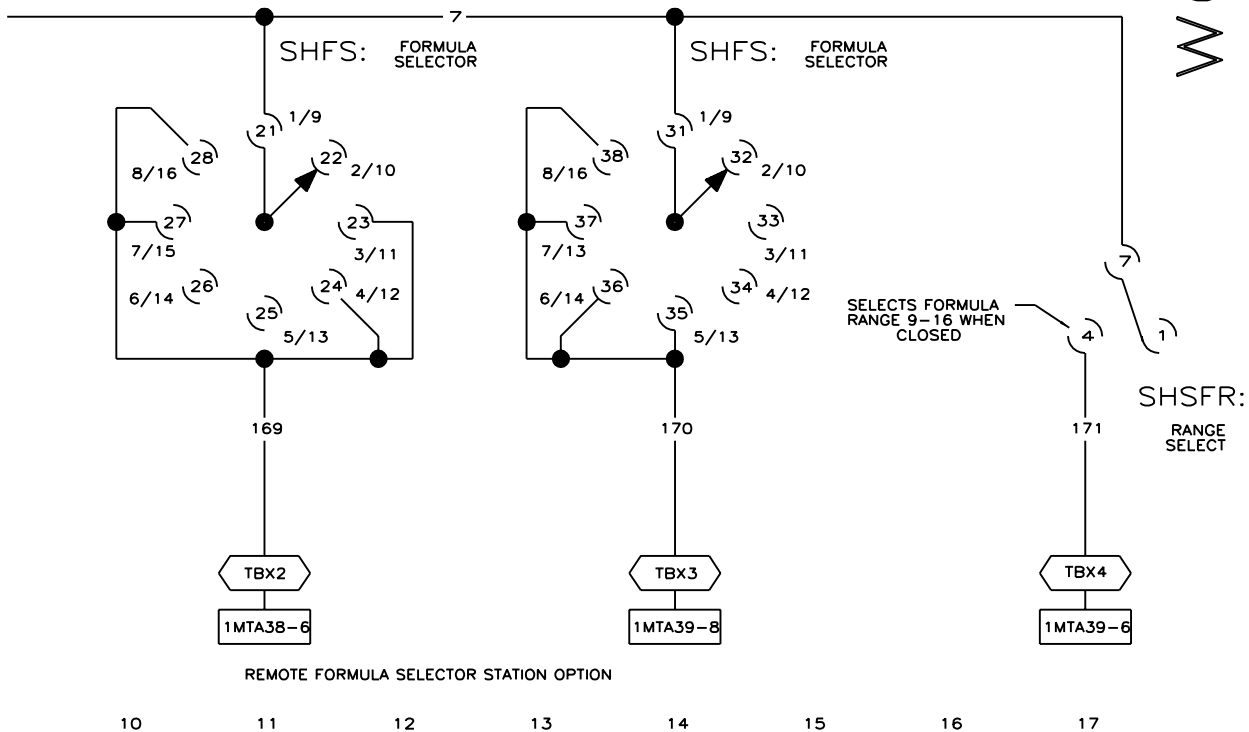 7
SHFS: FORMULA SELECTOR
SHFS: FORMULA SELECTOR
21 1/9
22 2/10
28 8/16
27 7/15
23 3/11
26 6/14
24 4/12
25 5/13
31 1/9
32 2/10
38 8/16
37 7/13
33 3/11
36 6/14
34 4/12
35 5/13
7
SELECTS FORMULA
RANGE 9-16 WHEN
CLOSED
4
1
SHSFR:
RANGE
SELECT
169
170
171
TBX2
TBX3
TBX4
1MTA38-6
1MTA39-8
1MTA39-6
REMOTE FORMULA SELECTOR STATION OPTION
10 11 12 13 14 15 16 17